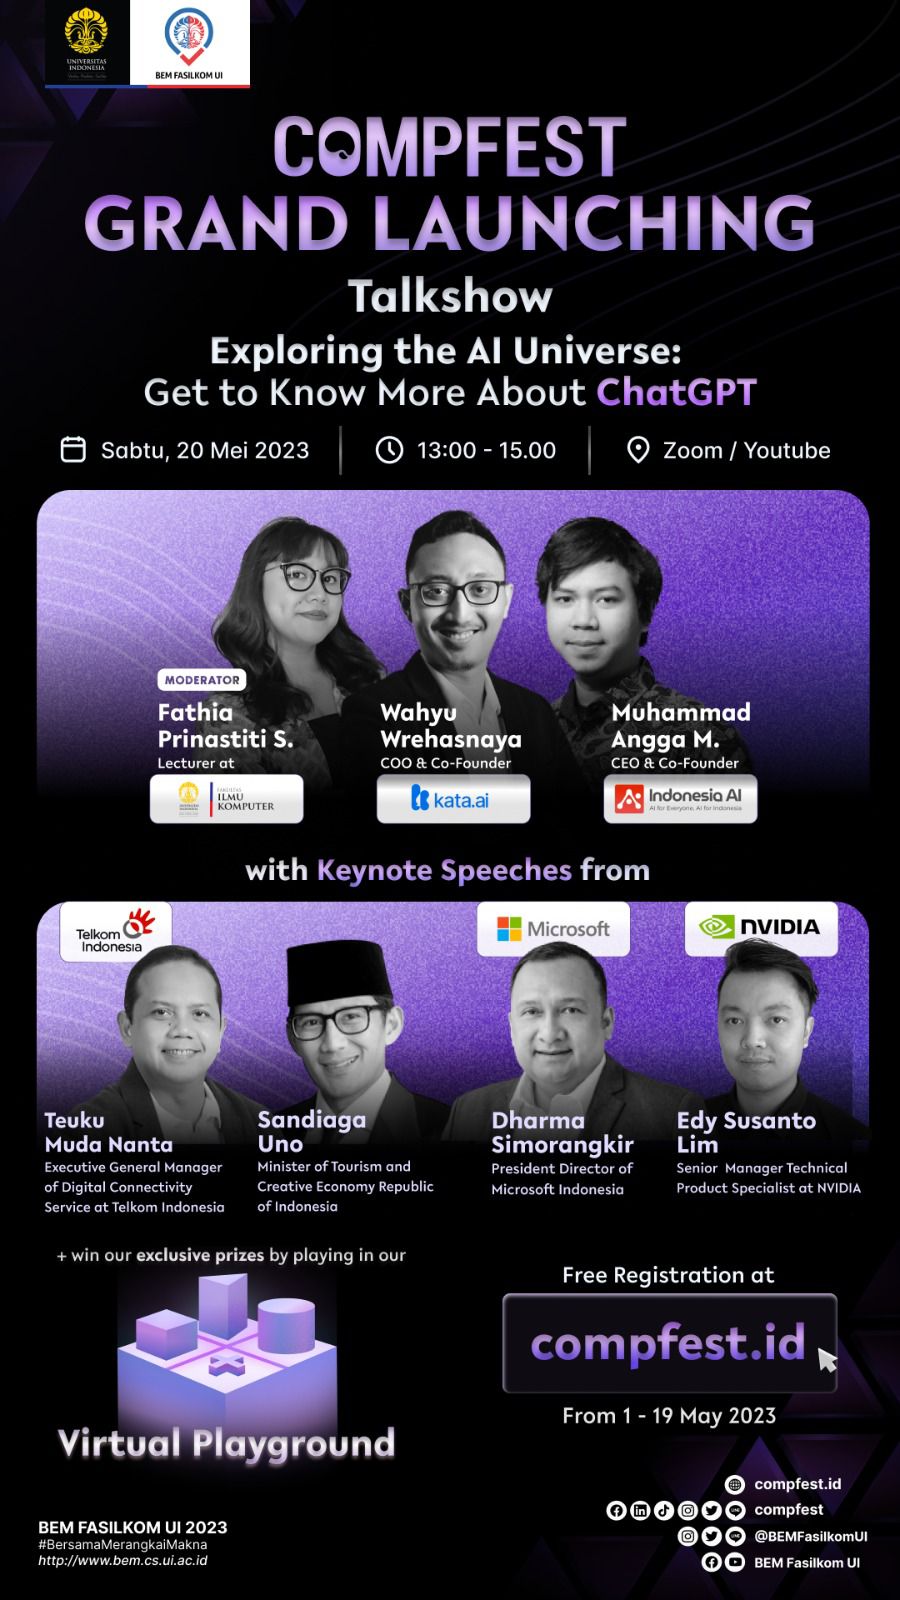 UNIVERSITAS
INDONESIA
BEM FASILKOM UI
COMPFEST
GRAND LAUNCHING
Talkshow
Exploring the AI Universe:
Get to Know More About ChatGPT
Sabtu, 20 Mei 2023
13:00 - 15.00
Zoom / Youtube
MODERATOR
Fathia
Prinastiti S.
Lecturer at
FAKULTAS
ILMU
KOMPUTER
Wahyu
Wrehasnaya
COO & Co-Founder
kata.ai
Muhammad
Angga M.
CEO & Co-Founder
Indonesia AI
AI for Everyone, AI for Indonesia
with Keynote Speeches from
Telkom
Indonesia
Teuku
Muda Nanta
Executive General Manager
of Digital Connectivity
Service at Telkom Indonesia
Sandiaga
Uno
Minister of Tourism and
Creative Economy Republic
of Indonesia
Microsoft
Dharma
Simorangkir
President Director of
Microsoft Indonesia
NVIDIA
Edy Susanto
Lim
Senior Manager Technical
Product Specialist at NVIDIA
+ win our exclusive prizes by playing in our
Virtual Playground
Free Registration at
compfest.id
From 1 - 19 May 2023
BEM FASILKOM UI 2023
#BersamaMerangkaiMakna
http://www.bem.cs.ui.ac.id
compfest.id
compfest
@BEMFasilkomUI
BEM Fasilkom UI